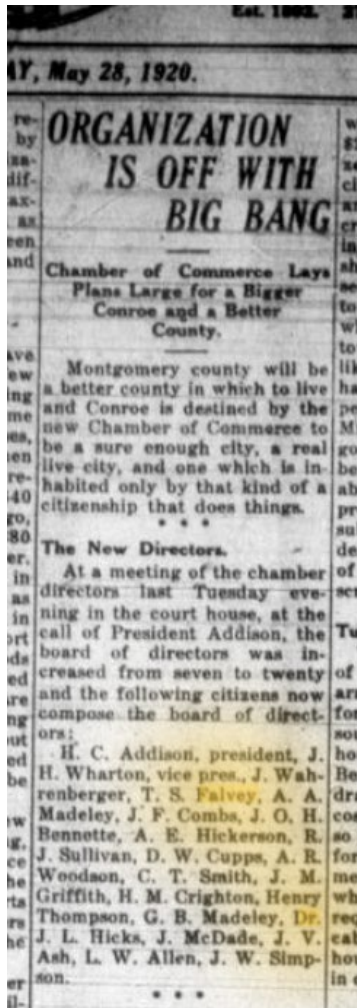 Est.
AY, May 28, 1920.
ORGANIZATION
IS OFF WITH
BIG BANG
Chamber of Commerce Lays
Plans Large for a Bigger
Conroe and a Better
County.
Montgomery county will be
a better county in which to live
and Conroe is destined by the
new Chamber of Commerce to
be a sure enough city, a real
live city, and one which is in-
habited only by that kind of a
citizenship that does things.
* * *
The New Directors.
At a meeting of the chamber
directors last Tuesday eve-
ning in the court house, at the
call of President Addison, the
board of directors was in-
creased from seven to twenty
and the following citizens now
compose the board of direct-
ors:
H. C. Addison, president, J.
H. Wharton, vice pres., J. Wah-
renberger, T. S. Falvey, A. A.
Madeley, J. F. Combs, J. O. H.
Bennette, A. E. Hickerson, R.
J. Sullivan, D. W. Cupps, A. R.
Woodson, C. T. Smith, J. M.
Griffith, H. M. Crighton, Henry
Thompson, G. B. Madeley, Dr.
J. L. Hicks, J. McDade, J. V.
Ash, L. W. Allen, J. W. Simp-
son.
* * *